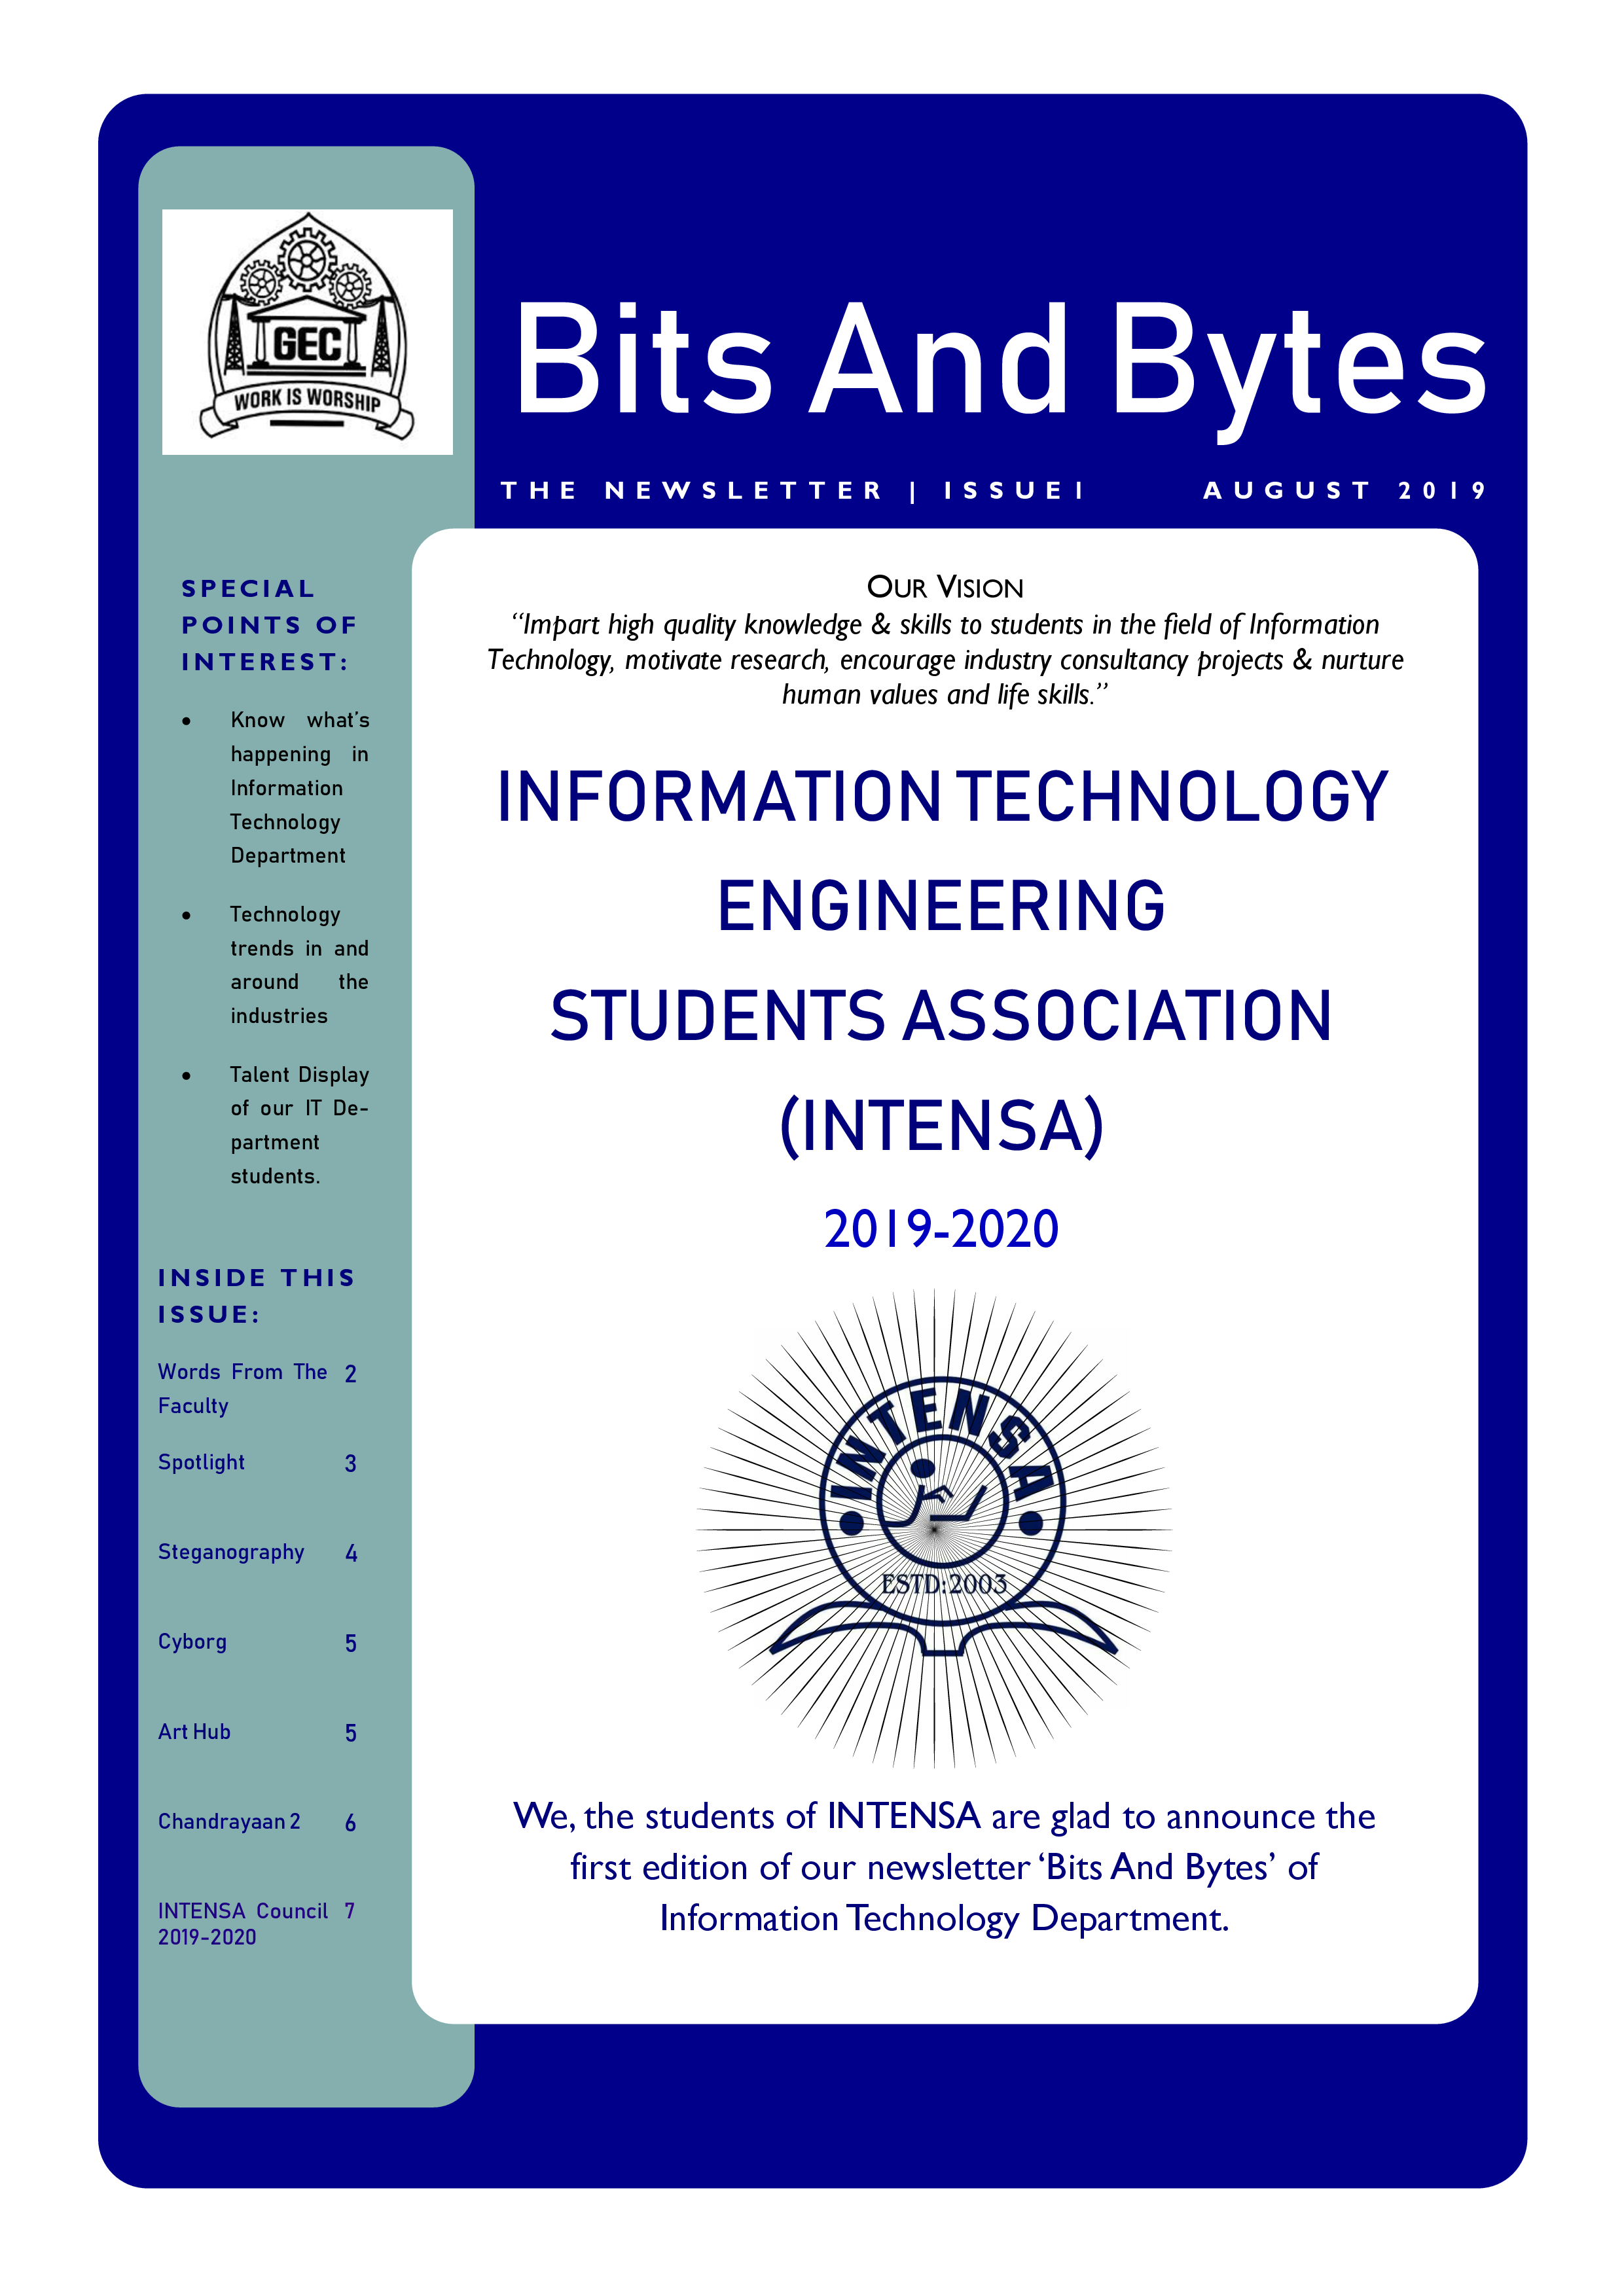 GEC
WORK IS WORSHIP
Bits And Bytes
THE NEWSLETTER | ISSUE1 AUGUST 2019
SPECIAL
POINTS OF
INTEREST:
• Know what’s
happening in
Information
Technology
Department
• Technology
trends in and
around the
industries
• Talent Display
of our IT De-
partment
students.
INSIDE THIS
ISSUE:
Words From The 2
Faculty
Spotlight 3
Steganography 4
Cyborg 5
Art Hub 5
Chandrayaan 2 6
INTENSA Council 7
2019-2020
Our Vision
“Impart high quality knowledge & skills to students in the field of Information
Technology, motivate research, encourage industry consultancy projects & nurture
human values and life skills.”
INFORMATION TECHNOLOGY
ENGINEERING
STUDENTS ASSOCIATION
(INTENSA)
2019-2020
INTENSA
ESTD:2003
We, the students of INTENSA are glad to announce the
first edition of our newsletter ‘Bits And Bytes’ of
Information Technology Department.